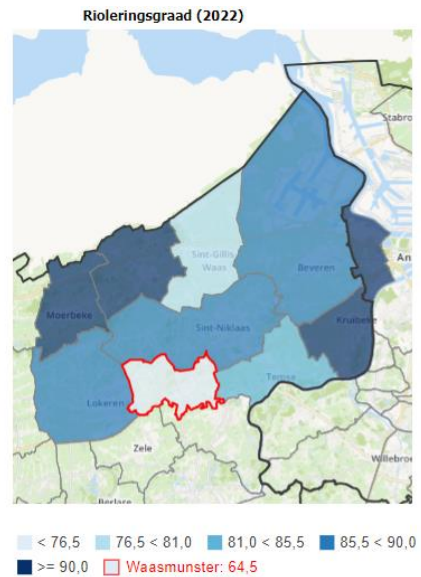 Rioleringsgraad (2022)
Stabro
An
Sint-Gillis
Waas
Beveren
Moerbeke
Kruibeke
Sint-Niklaas
Temse
Lokeren
Zele
Willebroe
Berlare
< 76,5 76,5 < 81,0 81,0 < 85,5 85,5 < 90,0
>= 90,0 Waasmunster: 64,5